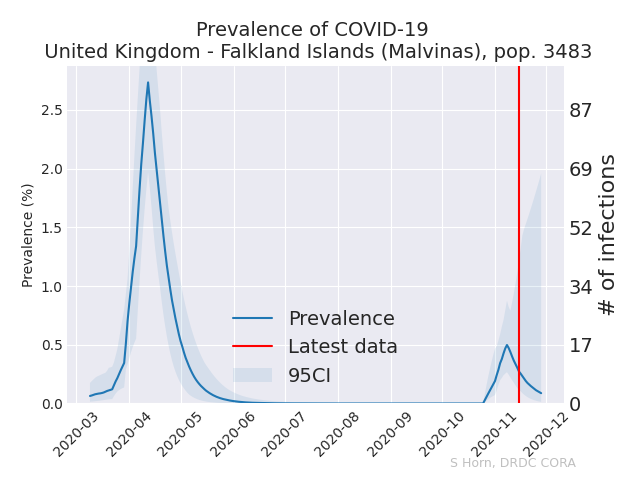 Prevalence of COVID-19
United Kingdom - Falkland Islands (Malvinas), pop. 3483
Prevalence (%)
2.5
2.0
1.5
1.0
0.5
0.0
87
69
52
34
17
0
# of infections
Prevalence
Latest data
95CI
2020-03
2020-04
2020-05
2020-06
2020-07
2020-08
2020-09
2020-10
2020-11
2020-12
S Horn, DRDC CORA